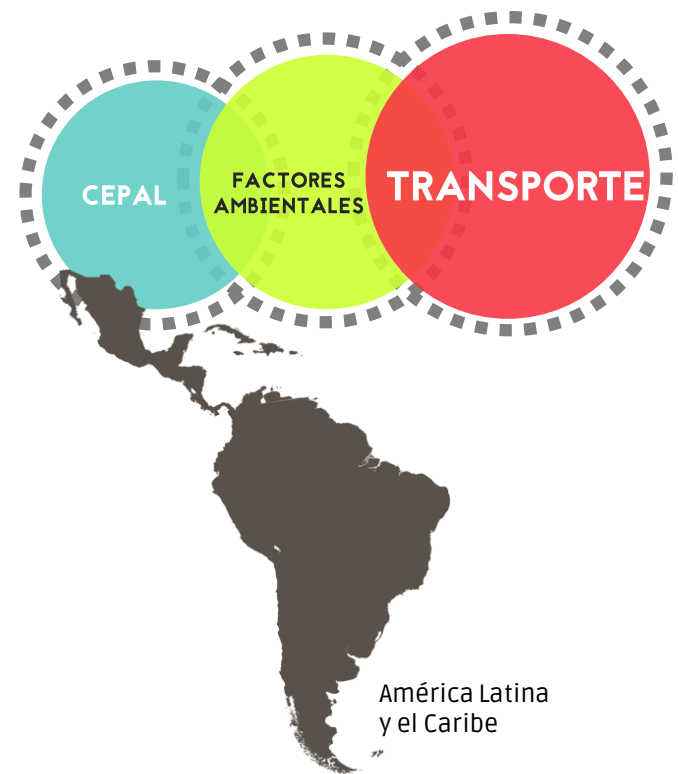 CEPAL
FACTORES
AMBIENTALES
TRANSPORTE
América Latina
y el Caribe